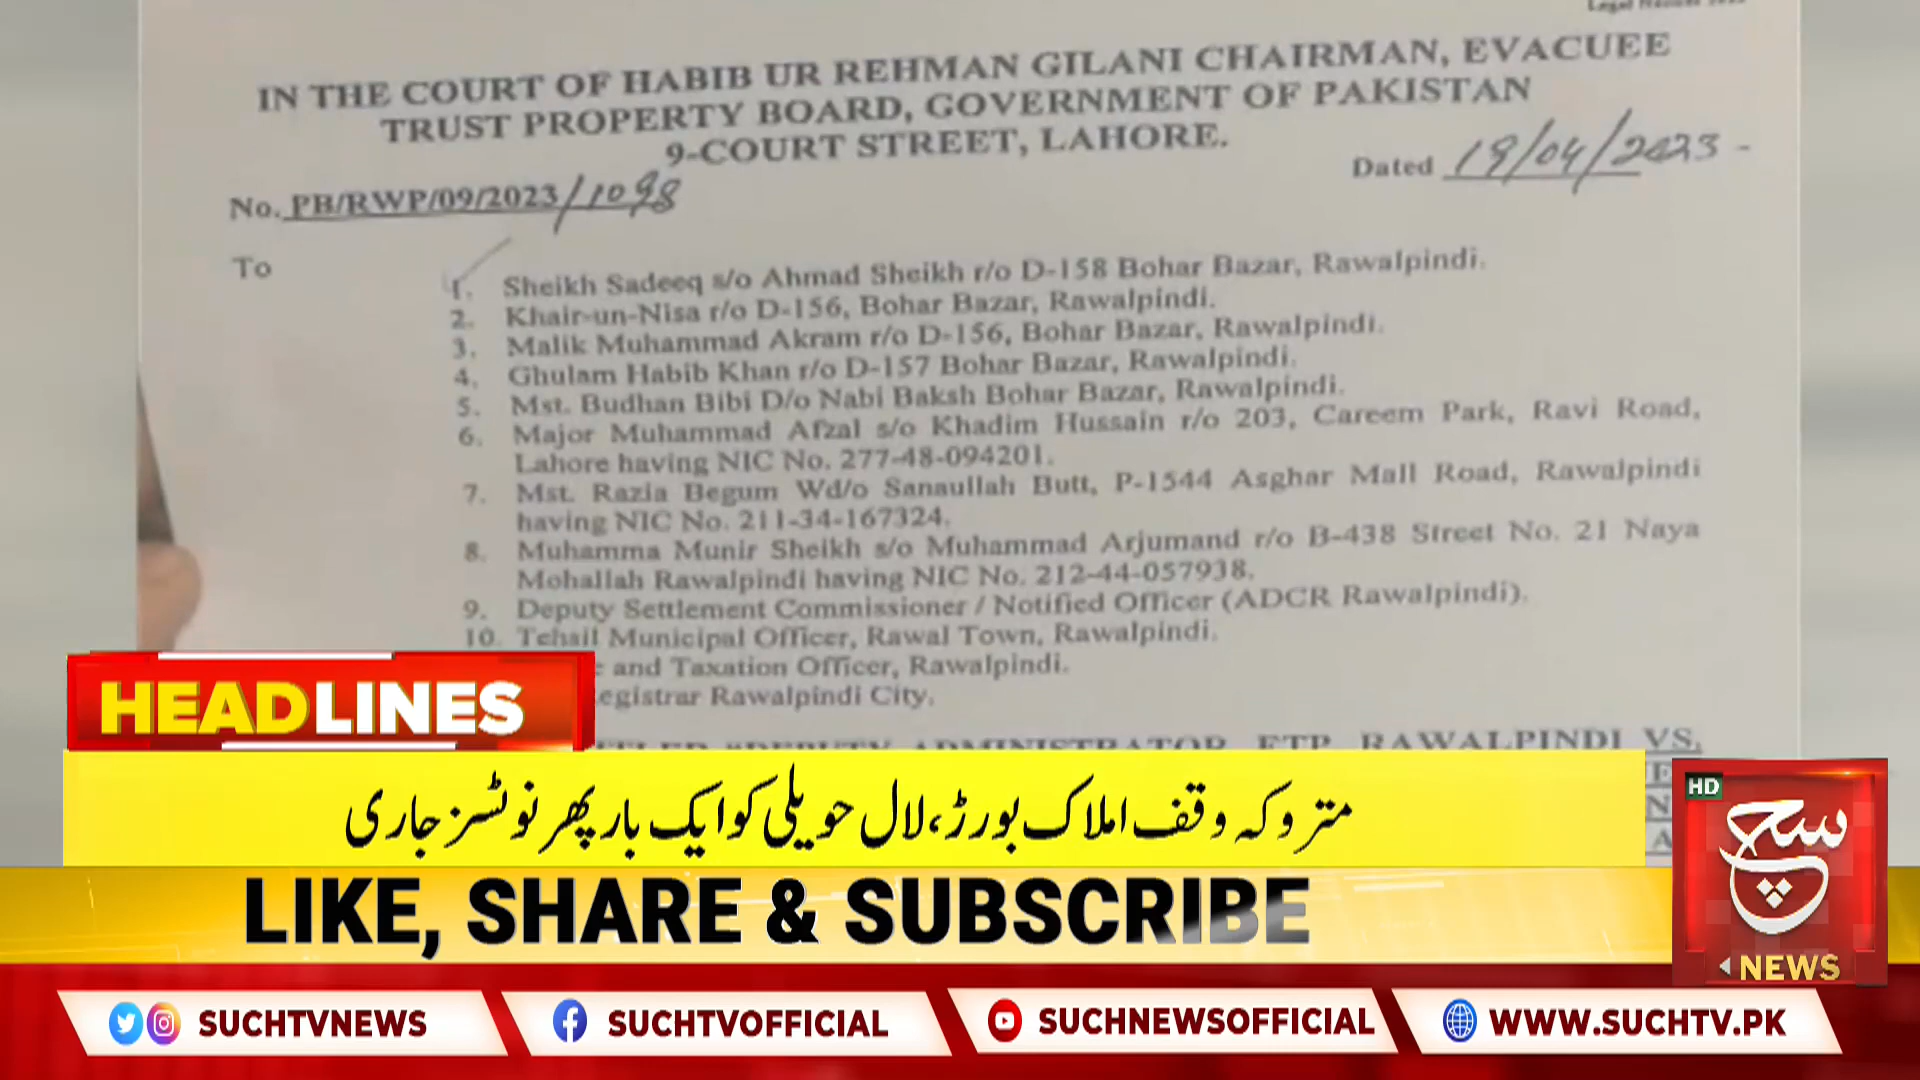 IN THE COURT OF HABIB UR REHMAN GILANI CHAIRMAN, EVACUEE
TRUST PROPERTY BOARD, GOVERNMENT OF PAKISTAN
9-COURT STREET, LAHORE.
Dated 19/04/2023 -
No. PB/RWP/09/2023/1098
To
1. Sheikh Sadeeq s/o Ahmad Sheikh r/o D-158 Bohar Bazar, Rawalpindi.
2. Khair-un-Nisa r/o D-156, Bohar Bazar, Rawalpindi.
3. Malik Muhammad Akram r/o D-156, Bohar Bazar, Rawalpindi.
4. Ghulam Habib Khan r/o D-157 Bohar Bazar, Rawalpindi.
5. Mst. Budhan Bibi D/o Nabi Baksh Bohar Bazar, Rawalpindi.
6. Major Muhammad Afzal s/o Khadim Hussain r/o 203, Careem Park, Ravi Road,
Lahore having NIC No. 277-48-094201.
7. Mst. Razia Begum Wd/o Sanaullah Butt, P-1544 Asghar Mall Road, Rawalpindi
having NIC No. 211-34-167324.
8. Muhamma Munir Sheikh s/o Muhammad Arjumand r/o B-438 Street No. 21 Naya
Mohallah Rawalpindi having NIC No. 212-44-057938.
9. Deputy Settlement Commissioner / Notified Officer (ADCR Rawalpindi).
10. Tehsil Municipal Officer, Rawal Town, Rawalpindi.
and Taxation Officer, Rawalpindi.
egistrar Rawalpindi City.
DEPUTY ADMINISTRATOR ETP RAWALPINDI VS.
HEADLINES
متروکہ وقف املاک بورڑ، لال حویلی کو ایک بار پھر نوٹسز جاری
LIKE, SHARE & SUBSCRIBE
HD
سچ
NEWS
SUCHTVNEWS
SUCHTVOFFICIAL
SUCHNEWSOFFICIAL
WWW.SUCHTV.PK